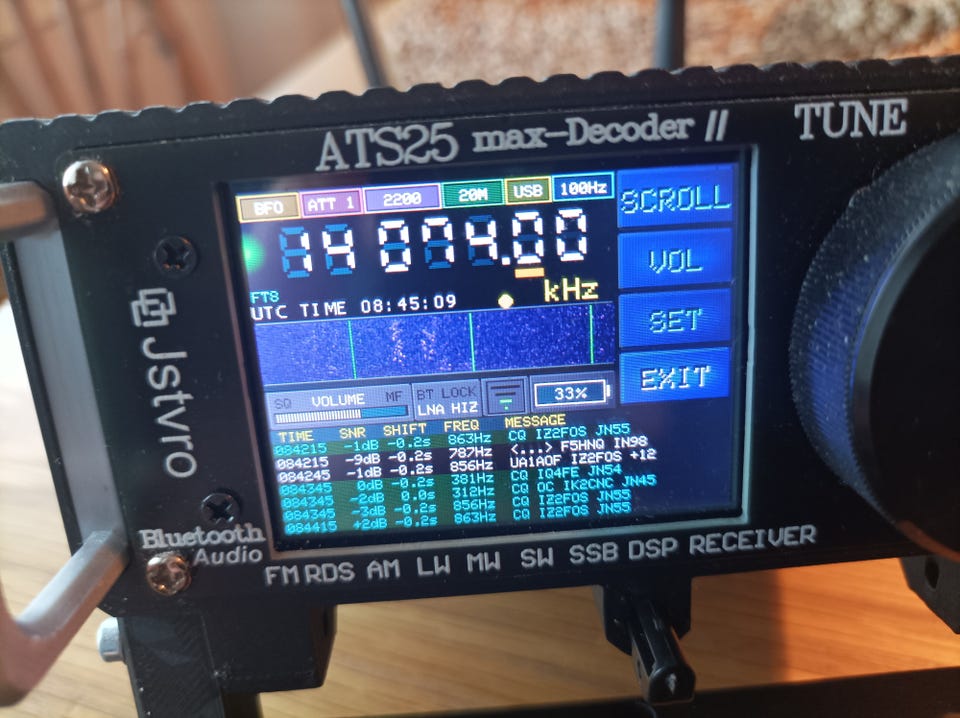 ATS25 max-Decoder II
TUNE
BFO ATT 1 2200 20M USB 100Hz
14 074.00
kHz
FT8
UTC TIME 08:45:09
SCROLL
VOL
SET
EXIT
SQ VOLUME MF
BT LOCK
LNA HIZ
33%
TIME SNR SHIFT FREQ MESSAGE
084215 -1dB -0.2s 863Hz CQ IZ2FOS JN55
084215 -9dB -0.2s 787Hz <...> F5HNQ IN98
084245 -1dB -0.2s 856Hz UA1AOF IZ2FOS +12
084345 0dB -0.2s 381Hz CQ IQ4FE JN54
084345 -2dB 0.0s 312Hz CQ OC IK2CNC JN45
084345 -3dB -0.2s 856Hz CQ IZ2FOS JN55
084415 +2dB -0.2s 863Hz CQ IZ2FOS JN55
Jstvro
Bluetooth
Audio
FM RDS AM LW MW SW SSB DSP RECEIVER